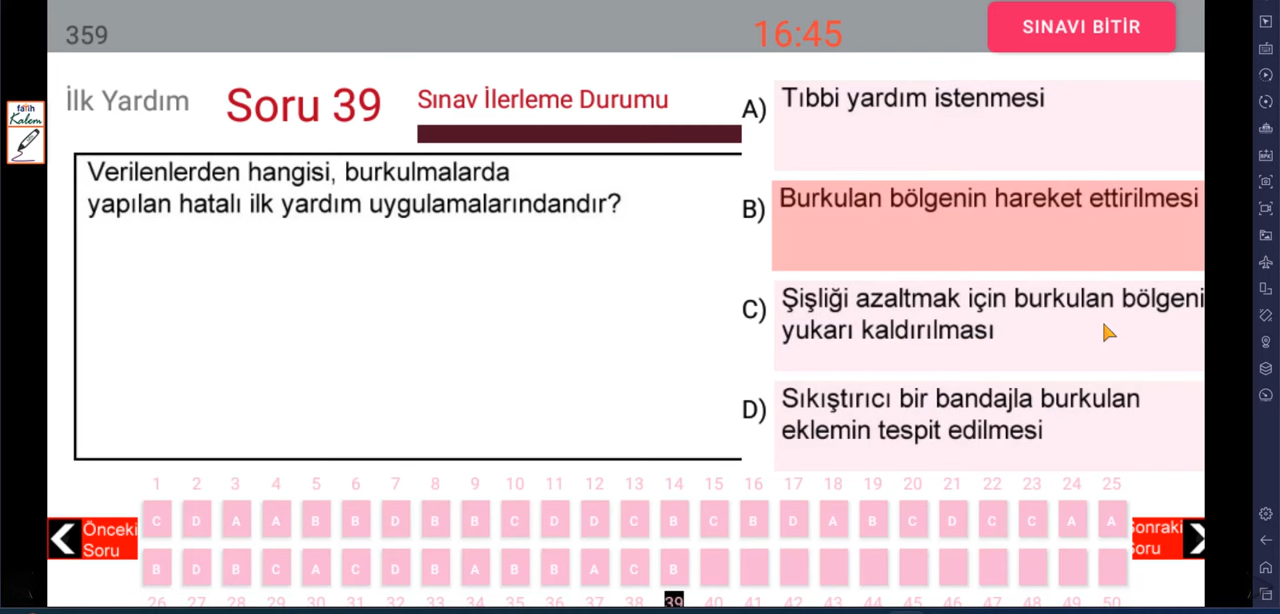 359
16:45
SINAVI BİTİR
fatih
Kalem
İlk Yardım
Soru 39
Sınav İlerleme Durumu
Verilenlerden hangisi, burkulmalarda
yapılan hatalı ilk yardım uygulamalarındandır?
A) Tıbbi yardım istenmesi
B) Burkulan bölgenin hareket ettirilmesi
C) Şişliği azaltmak için burkulan bölgeni
yukarı kaldırılması
D) Sıkıştırıcı bir bandajla burkulan
eklemin tespit edilmesi
1 2 3 4 5 6 7 8 9 10 11 12 13 14 15 16 17 18 19 20 21 22 23 24 25
C D A A B B D B B C D D C B C B D A B C D C C A A
B D B C A C D B A B B A C B
26 27 28 29 30 31 32 33 34 35 36 37 38 39 40 41 42 43 44 45 46 47 48 49 50
Önceki
Soru
Sonraki
Soru